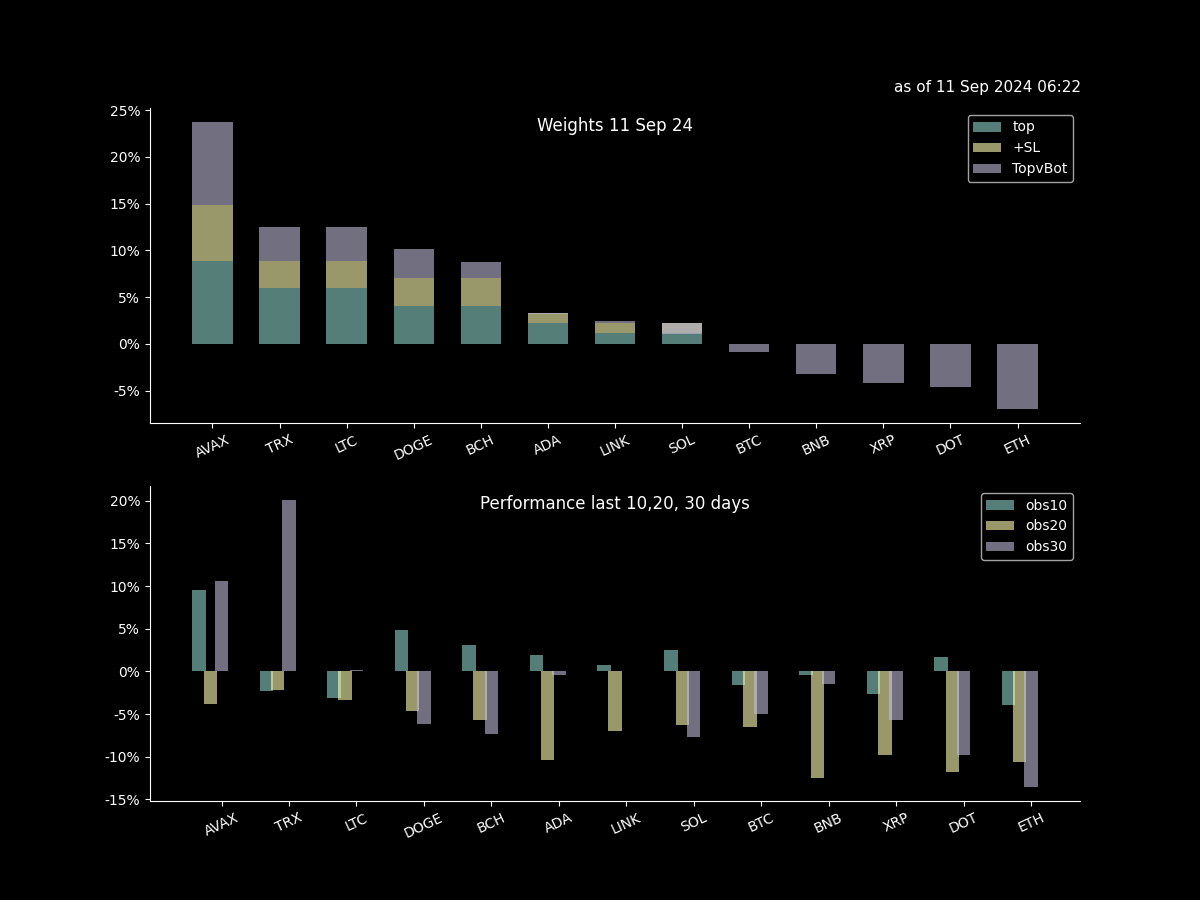 as of 11 Sep 2024 06:22
Weights 11 Sep 24
25%
20%
15%
10%
5%
0%
-5%
top
+SL
TopvBot
AVAX TRX LTC DOGE BCH ADA LINK SOL BTC BNB XRP DOT ETH
Performance last 10,20, 30 days
20%
15%
10%
5%
0%
-5%
-10%
-15%
obs10
obs20
obs30
AVAX TRX LTC DOGE BCH ADA LINK SOL BTC BNB XRP DOT ETH